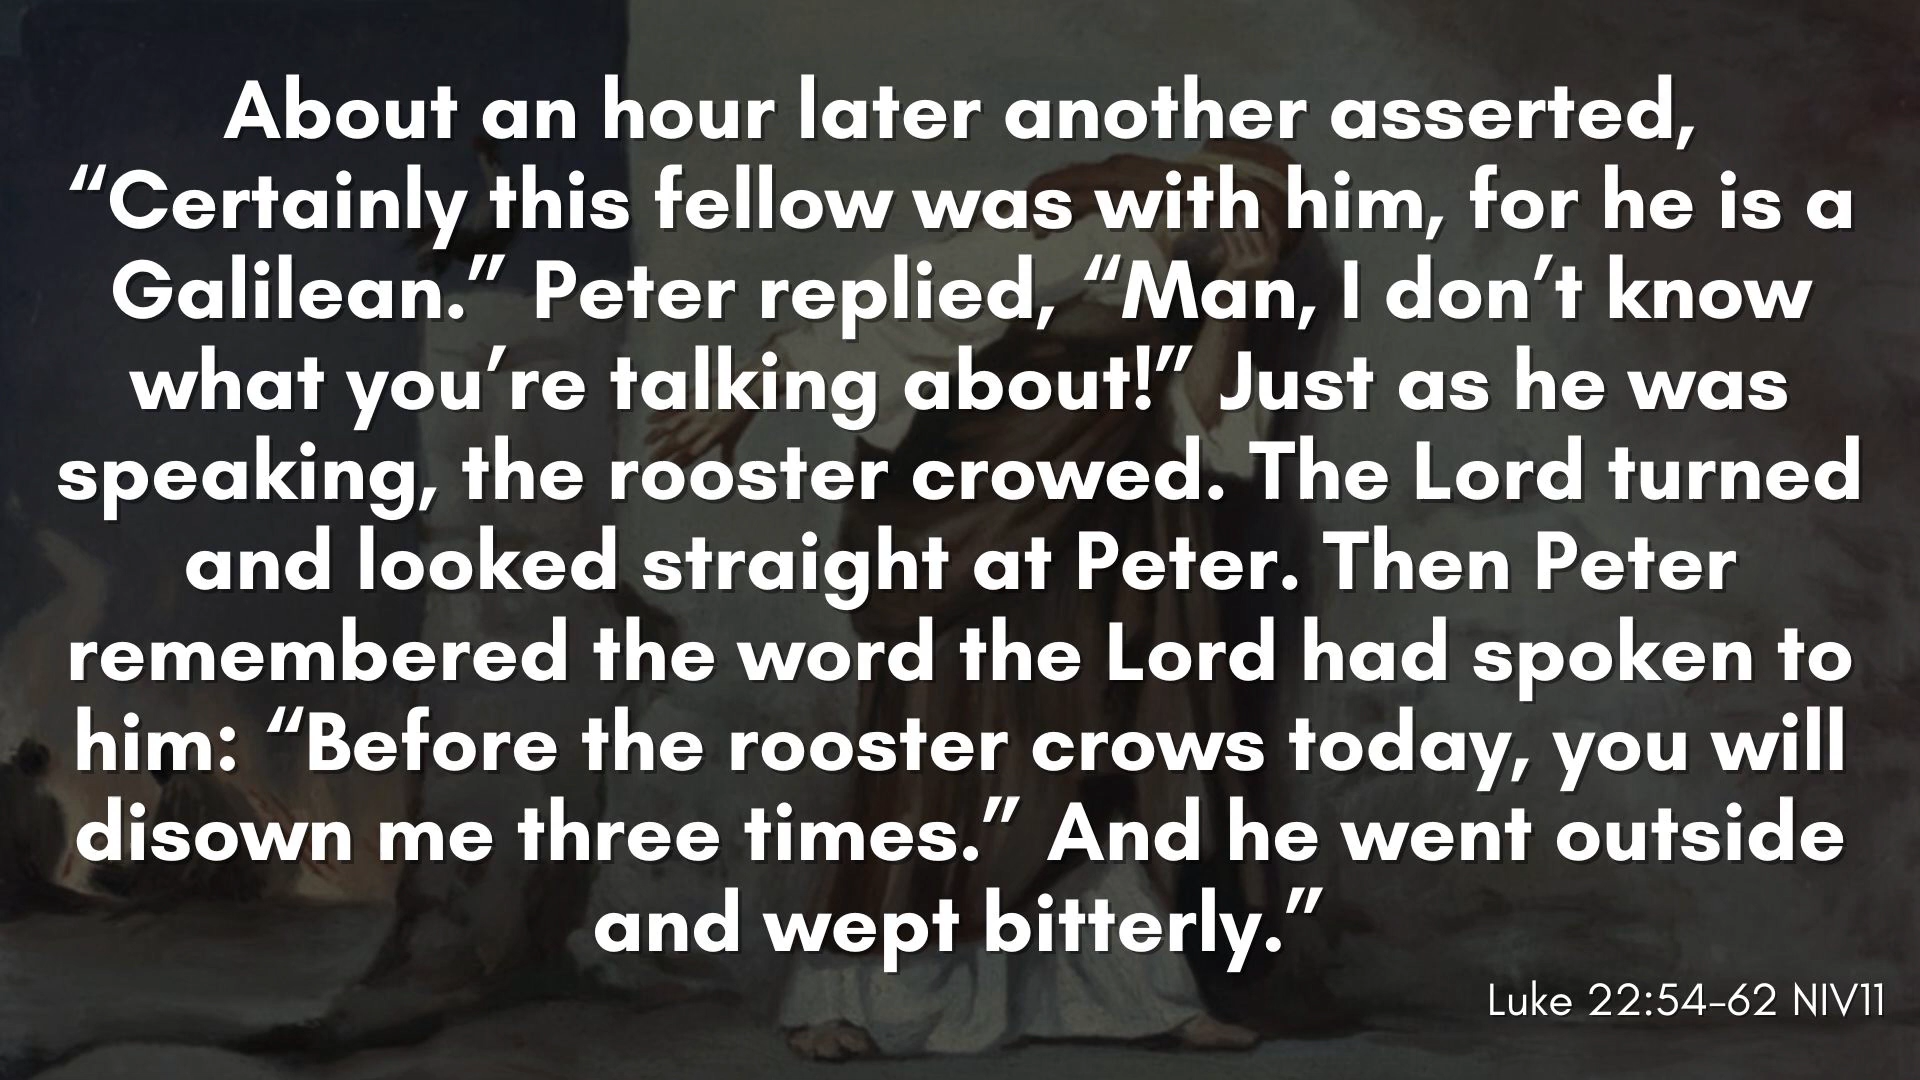 About an hour later another asserted,
“Certainly this fellow was with him, for he is a
Galilean.” Peter replied, “Man, I don’t know
what you’re talking about!” Just as he was
speaking, the rooster crowed. The Lord turned
and looked straight at Peter. Then Peter
remembered the word the Lord had spoken to
him: “Before the rooster crows today, you will
disown me three times.” And he went outside
and wept bitterly.”
Luke 22:54-62 NIV11